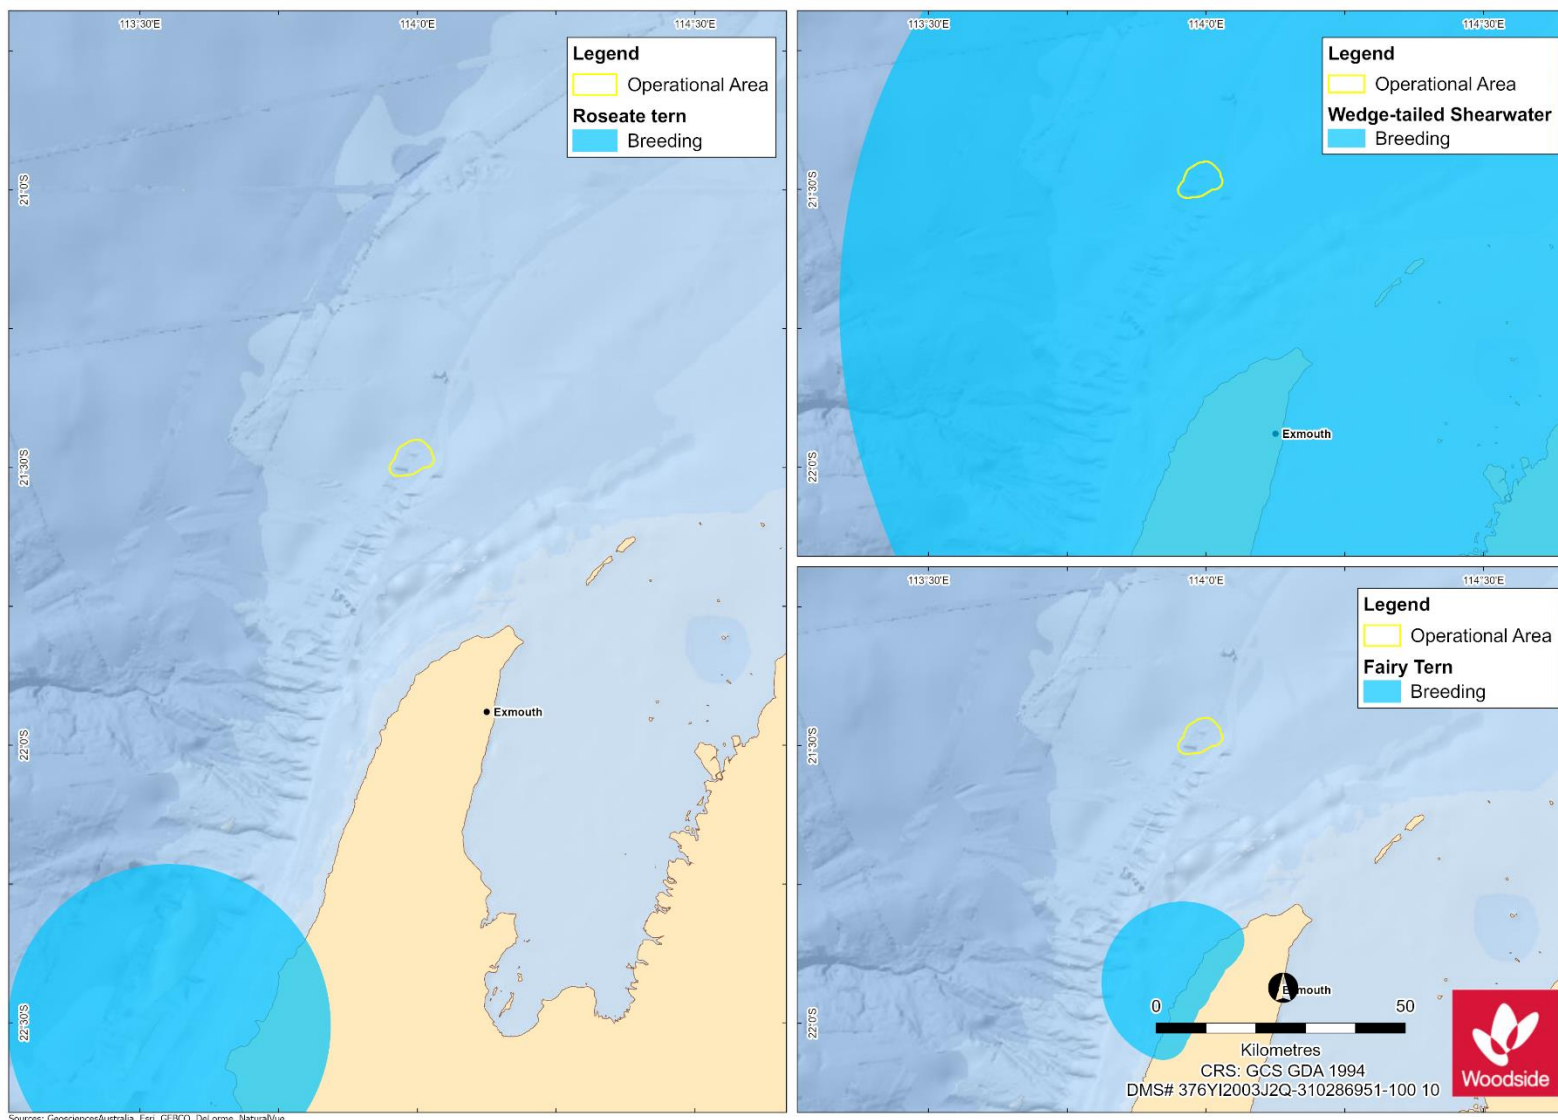 113°30'E
114°0'E
114°30'E
Legend
Operational Area
Roseate tern
Breeding
21°0'S
21°30'S
22°0'S
22°30'S
Exmouth
Sources: GeosciencesAustralia, Esri, GEBCO, DeLorme, NaturalVue
113°30'E
114°0'E
114°30'E
Legend
Operational Area
Wedge-tailed Shearwater
Breeding
21°30'S
22°0'S
Exmouth
113°30'E
114°0'E
114°30'E
Legend
Operational Area
Fairy Tern
Breeding
21°30'S
22°0'S
Exmouth
0 50
Kilometres
CRS: GCS GDA 1994
DMS# 376YI2003J2Q-310286951-100 10
Woodside